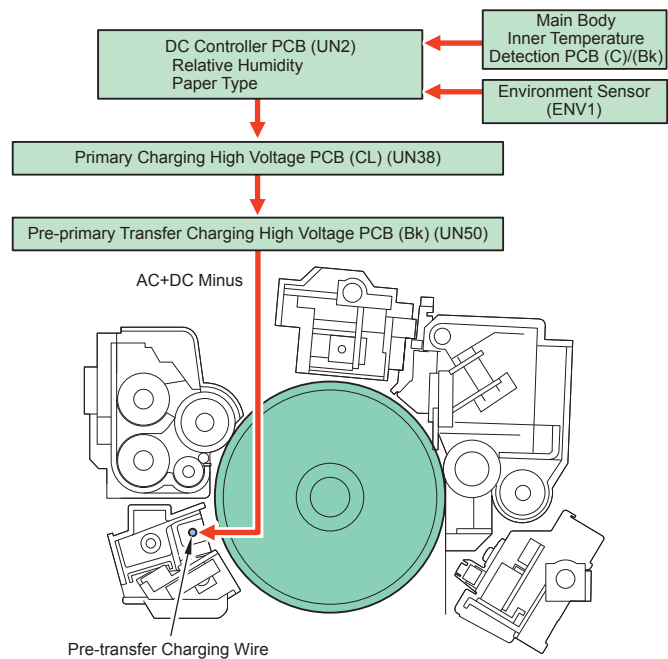 DC Controller PCB (UN2)
Relative Humidity
Paper Type
Main Body
Inner Temperature
Detection PCB (C)/(Bk)
Environment Sensor
(ENV1)
Primary Charging High Voltage PCB (CL) (UN38)
Pre-primary Transfer Charging High Voltage PCB (Bk) (UN50)
AC+DC Minus
Pre-transfer Charging Wire